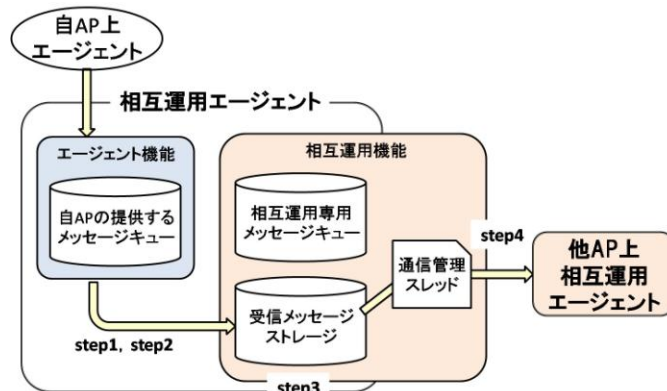 自AP上
エージェント
相互運用エージェント
エージェント機能
自APの提供する
メッセージキュー
相互運用機能
相互運用専用
メッセージキュー
受信メッセージ
ストレージ
通信管理
スレッド
step4
他AP上
相互運用
エージェント
step1, step2
step3